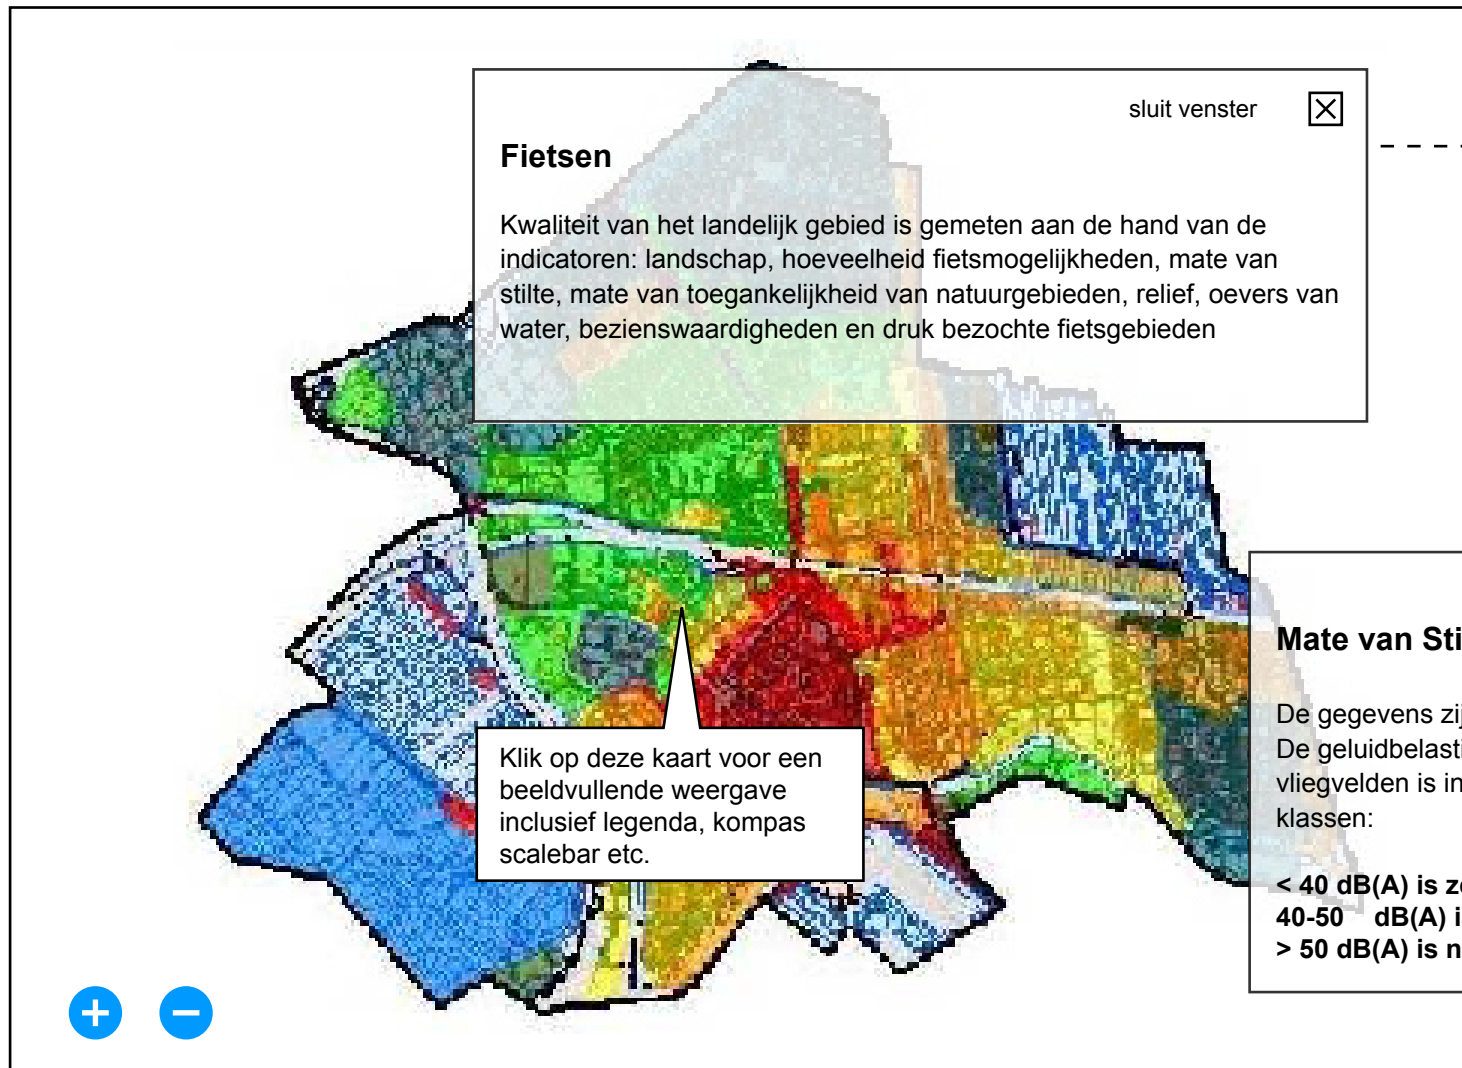 sluit venster
Fietsen
Kwaliteit van het landelijk gebied is gemeten aan de hand van de
indicatoren: landschap, hoeveelheid fietsmogelijkheden, mate van
stilte, mate van toegankelijkheid van natuurgebieden, relief, oevers van
water, bezienswaardigheden en druk bezochte fietsgebieden
Klik op deze kaart voor een
beeldvullende weergave
inclusief legenda, kompas
scalebar etc.
Mate van
De gegevens
De
vliegvelden is
klassen:
< 40 dB(A) is
40-50 dB(A)
> 50 dB(A) is